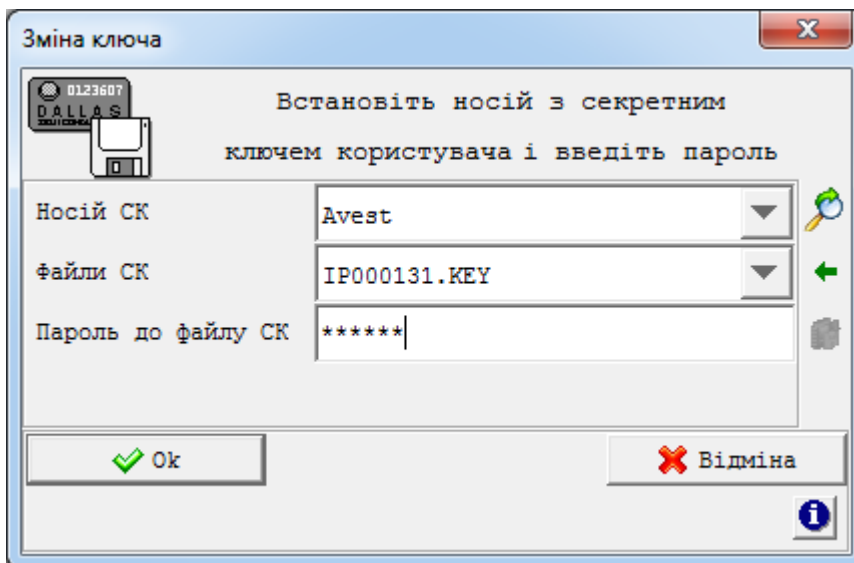 Зміна ключа
0123607
DALLAS
Встановіть носій з секретним
ключем користувача і введіть пароль
Носій СК
Avest
Файли СК
IP000131.KEY
Пароль до файлу СК
******
Ok
Відміна